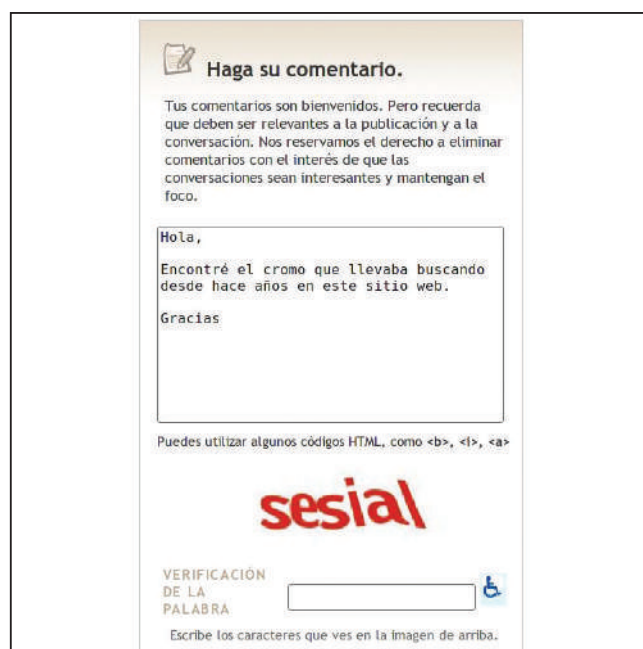 Haga su comentario.
Tus comentarios son bienvenidos. Pero recuerda
que deben ser relevantes a la publicación y a la
conversación. Nos reservamos el derecho a eliminar
comentarios con el interés de que las
conversaciones sean interesantes y mantengan el
foco.
Hola,
Encontré el cromo que llevaba buscando
desde hace años en este sitio web.
Gracias
Puedes utilizar algunos códigos HTML, como <b>, <i>, <a>
sesial
VERIFICACIÓN
DE LA
PALABRA
Escribe los caracteres que ves en la imagen de arriba.